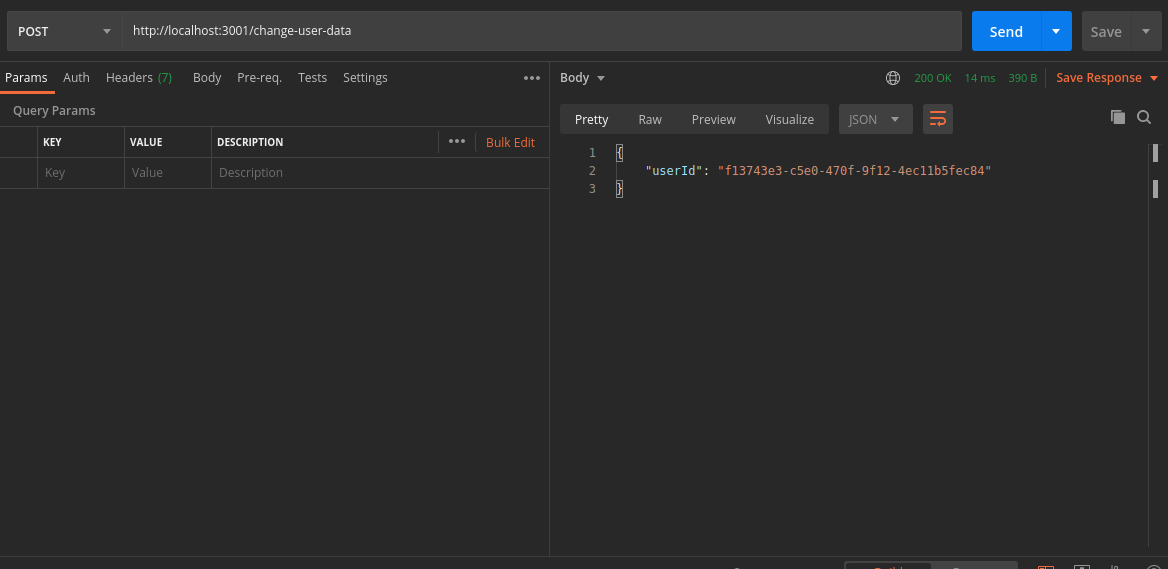 POST
http://localhost:3001/change-user-data
Send
Save
Params Auth Headers (7) Body Pre-req. Tests Settings
Query Params
KEY VALUE DESCRIPTION Bulk Edit
Key Value Description
Body 200 OK 14 ms 390 B Save Response
Pretty Raw Preview Visualize JSON
1 {
2 "userId": "f13743e3-c5e0-470f-9f12-4ec11b5fec84"
3 }